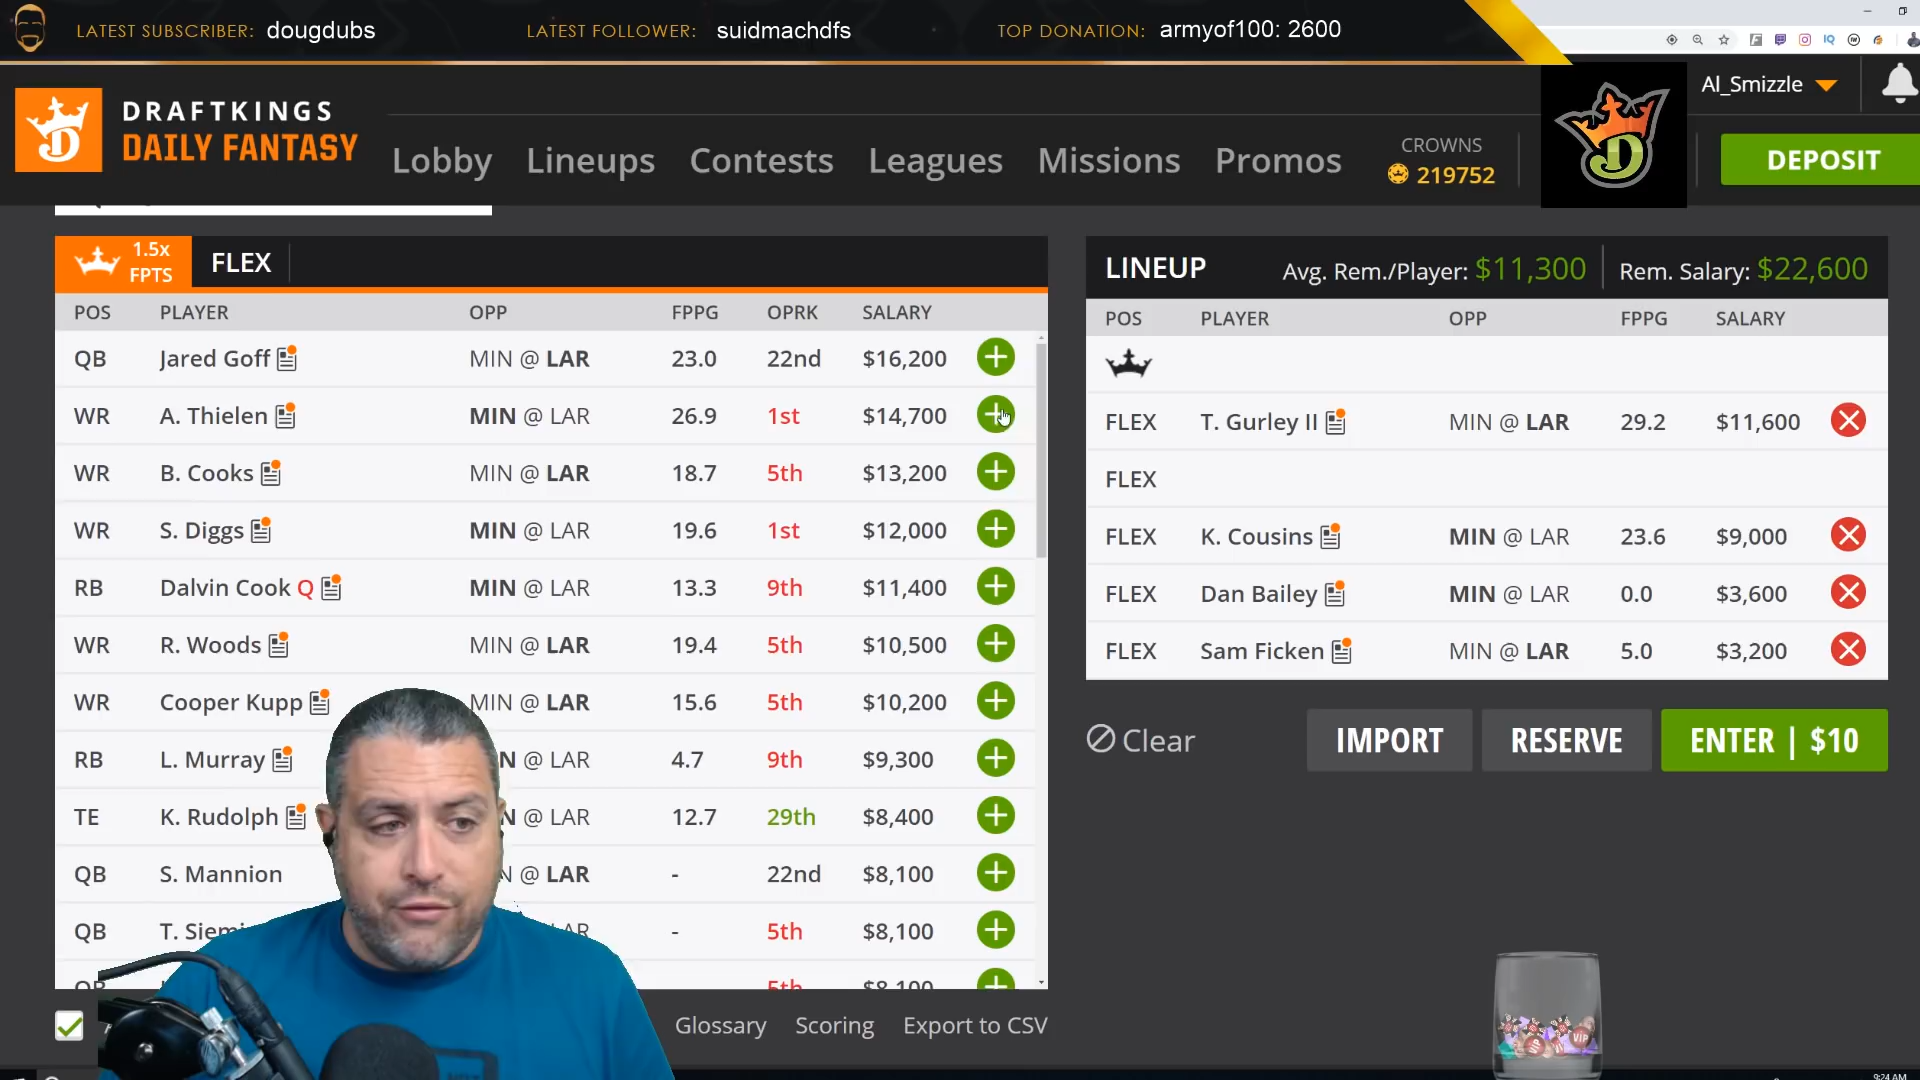 LATEST SUBSCRIBER: dougdubs
LATEST FOLLOWER: suidmachdfs
TOP DONATION: armyof100: 2600
DRAFTKINGS
DAILY FANTASY
Lobby Lineups Contests Leagues Missions Promos
CROWNS
219752
Al_Smizzle
DEPOSIT
1.5x
FPTS
FLEX
POS PLAYER OPP FPPG OPRK SALARY
QB Jared Goff MIN @ LAR 23.0 22nd $16,200
WR A. Thielen MIN @ LAR 26.9 1st $14,700
WR B. Cooks MIN @ LAR 18.7 5th $13,200
WR S. Diggs MIN @ LAR 19.6 1st $12,000
RB Dalvin Cook Q MIN @ LAR 13.3 9th $11,400
WR R. Woods MIN @ LAR 19.4 5th $10,500
WR Cooper Kupp MIN @ LAR 15.6 5th $10,200
RB L. Murray @ LAR 4.7 9th $9,300
TE K. Rudolph @ LAR 12.7 29th $8,400
QB S. Mannion @ LAR - 22nd $8,100
QB T. - 5th $8,100
QB 5th $8,100
Glossary Scoring Export to CSV
LINEUP Avg. Rem./Player: $11,300 Rem. Salary: $22,600
POS PLAYER OPP FPPG SALARY
FLEX T. Gurley II MIN @ LAR 29.2 $11,600
FLEX
FLEX K. Cousins MIN @ LAR 23.6 $9,000
FLEX Dan Bailey MIN @ LAR 0.0 $3,600
FLEX Sam Ficken MIN @ LAR 5.0 $3,200
Clear IMPORT RESERVE ENTER | $10
VIP VIP
9:24 AM